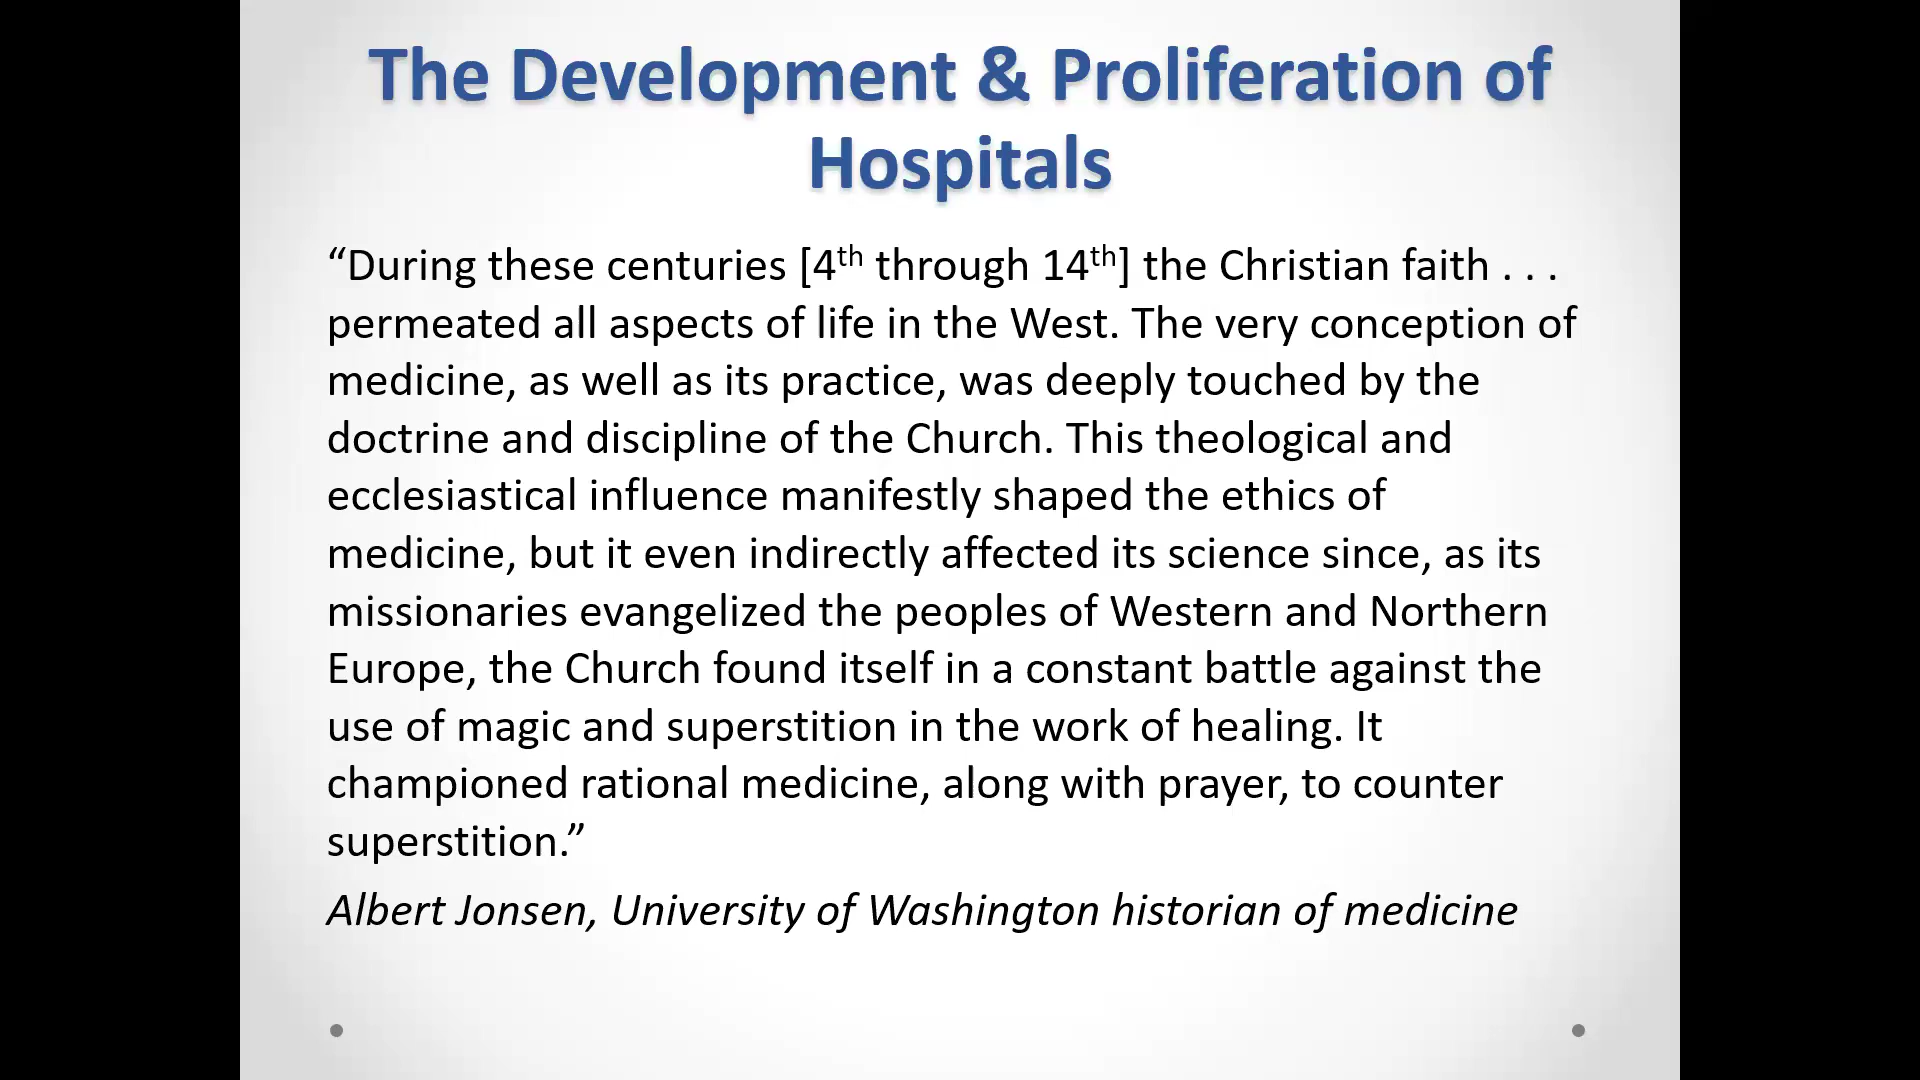 The Development & Proliferation of
Hospitals
“During these centuries [4th through 14th] the Christian faith . . .
permeated all aspects of life in the West. The very conception of
medicine, as well as its practice, was deeply touched by the
doctrine and discipline of the Church. This theological and
ecclesiastical influence manifestly shaped the ethics of
medicine, but it even indirectly affected its science since, as its
missionaries evangelized the peoples of Western and Northern
Europe, the Church found itself in a constant battle against the
use of magic and superstition in the work of healing. It
championed rational medicine, along with prayer, to counter
superstition.”
Albert Jonsen, University of Washington historian of medicine